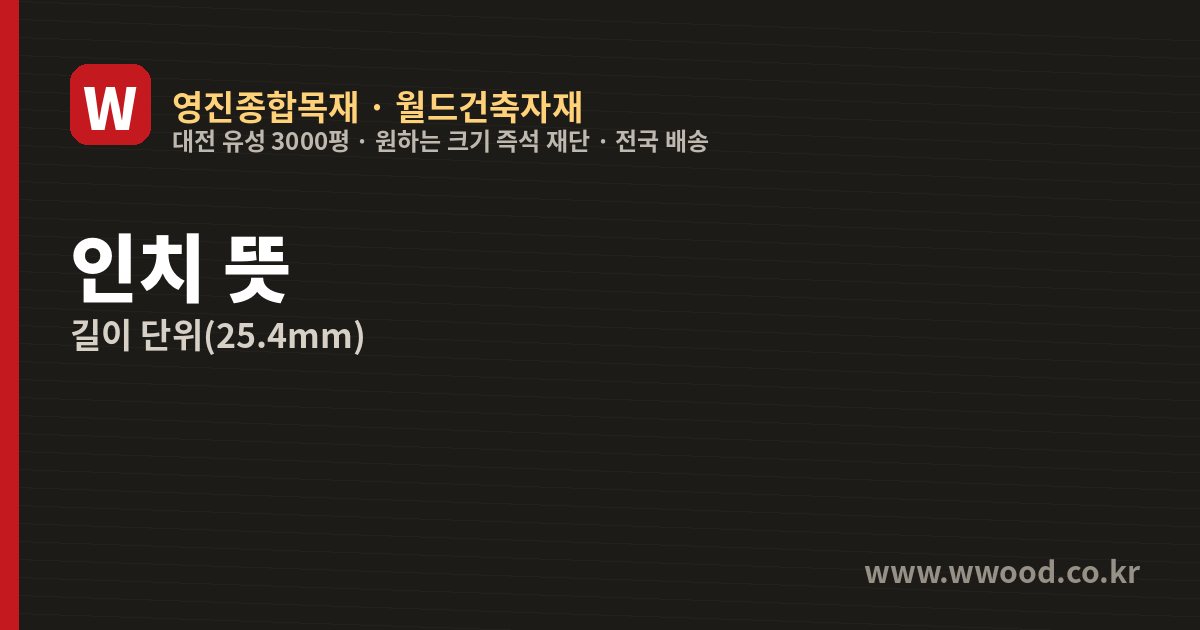 W
영진종합목재 · 월드건축자재
대전 유성 3000평 · 원하는 크기 즉석 재단 · 전국 배송
인치 뜻
길이 단위(25.4mm)
www.wwood.co.kr